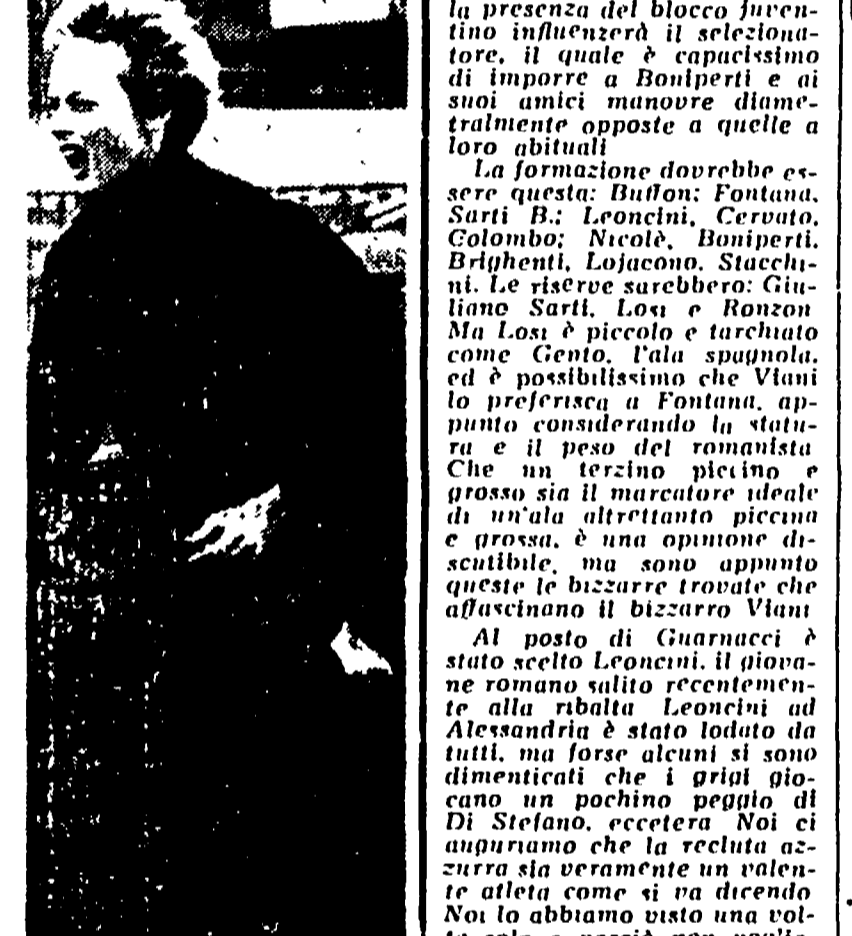 la presenza del blocco juven-
tino influenzerà il seleziona-
tore, il quale è capacissimo
di imporre a Boniperti e ai
suoi amici manovre diame-
tralmente opposte a quelle a
loro abituali
La formazione dovrebbe es-
sere questa: Buffon; Fontana,
Sarti B.; Leoncini, Cervato,
Colombo; Nicolè, Boniperti,
Brighenti, Lojacono, Stacchi-
ni. Le riserve sarebbero: Giu-
liano Sarti, Losi e Ronzon
Ma Losi è piccolo e tarchiato
come Gento, l'ala spagnola,
ed è possibilissimo che Viani
lo preferisca a Fontana, ap-
punto considerando la statu-
ra e il peso del romanista
Che un terzino piccino e
grosso sia il marcatore ideale
di un'ala altrettanto piccina
e grossa, è una opinione di-
scutibile, ma sono appunto
queste le bizzarre trovate che
affascinano il bizzarro Viani
Al posto di Guarnacci è
stato scelto Leoncini, il giova-
ne romano salito recentemen-
te alla ribalta Leoncini ad
Alessandria è stato lodato da
tutti, ma forse alcuni si sono
dimenticati che i grigi gio-
cano un pochino peggio di
Di Stefano, eccetera Noi ci
auguriamo che la recluta az-
zurra sia veramente un valen-
te atleta come si va dicendo
Noi lo abbiamo visto una vol-